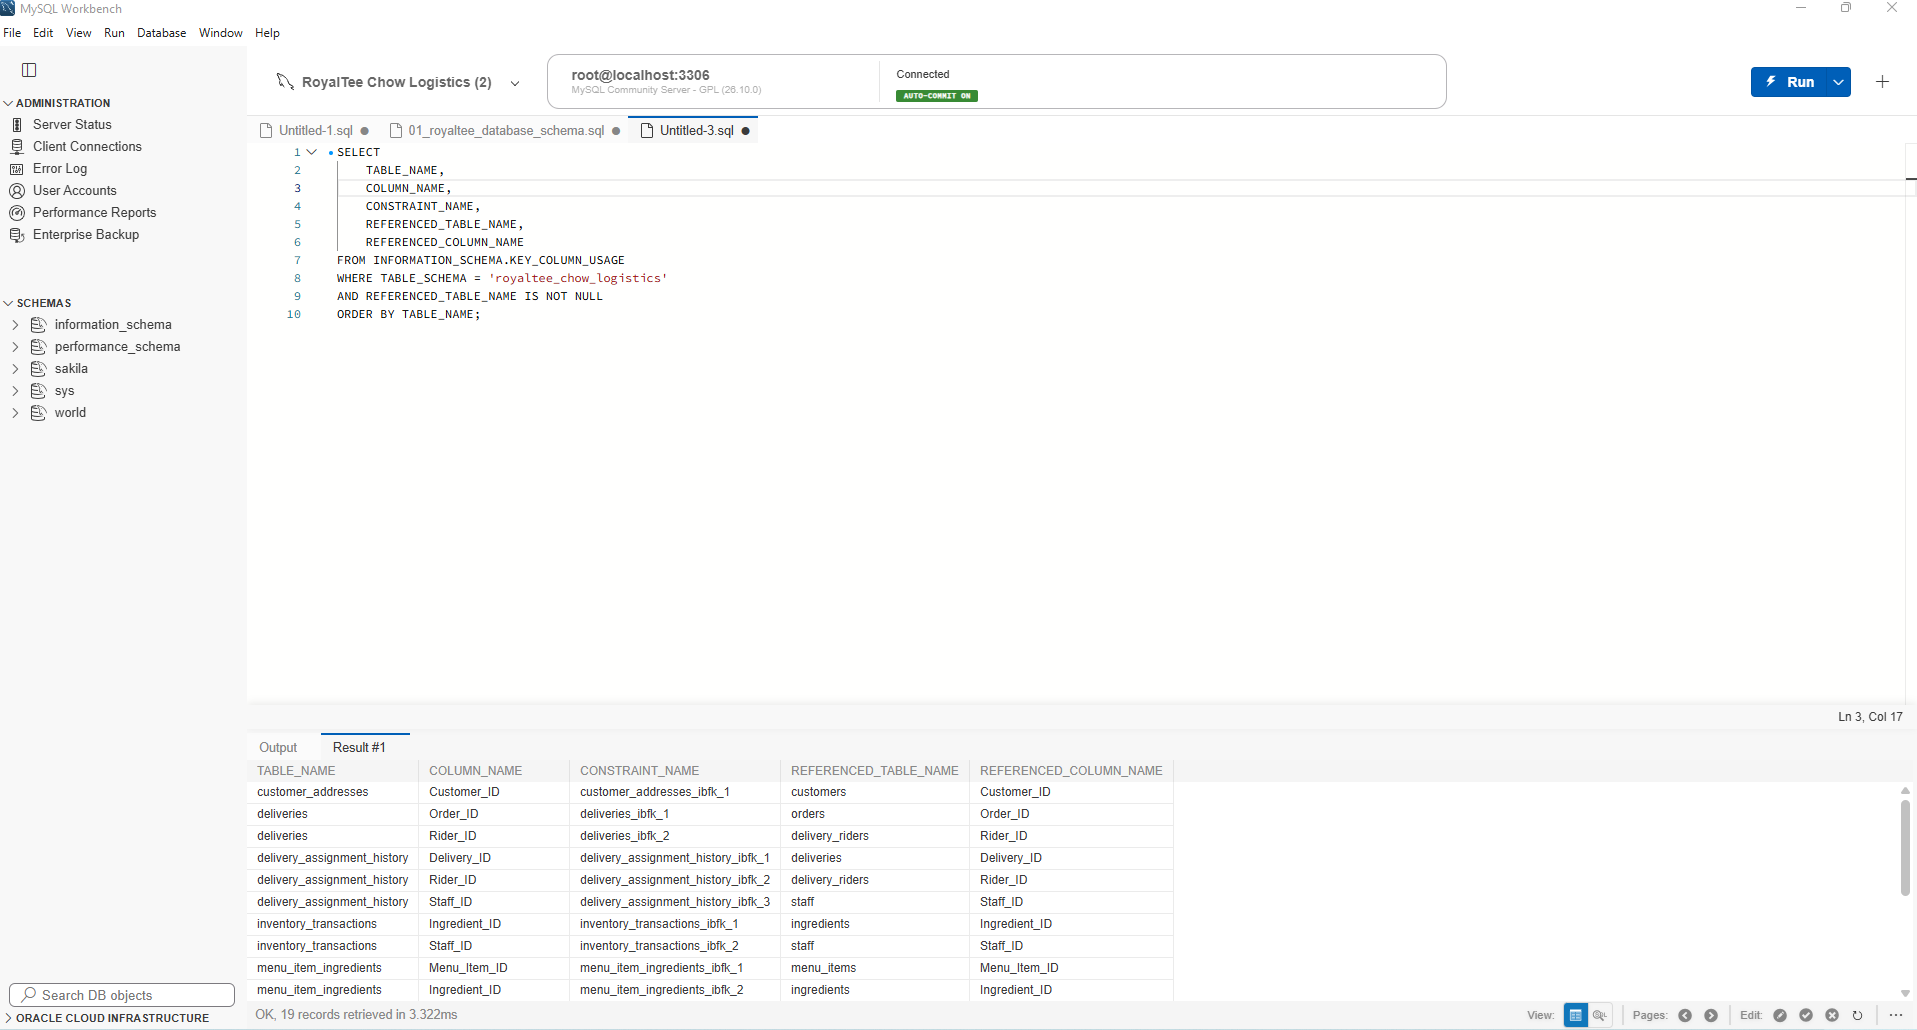 MySQL Workbench
File Edit View Run Database Window Help
RoyalTee Chow Logistics (2)
root@localhost:3306
MySQL Community Server - GPL (26.10.0)
Connected
AUTO-COMMIT ON
Run
ADMINISTRATION
Server Status
Client Connections
Error Log
User Accounts
Performance Reports
Enterprise Backup
SCHEMAS
information_schema
performance_schema
sakila
sys
world
Search DB objects
ORACLE CLOUD INFRASTRUCTURE
Untitled-1.sql 01_royaltee_database_schema.sql Untitled-3.sql
1 SELECT
2 TABLE_NAME,
3 COLUMN_NAME,
4 CONSTRAINT_NAME,
5 REFERENCED_TABLE_NAME,
6 REFERENCED_COLUMN_NAME
7 FROM INFORMATION_SCHEMA.KEY_COLUMN_USAGE
8 WHERE TABLE_SCHEMA = 'royaltee_chow_logistics'
9 AND REFERENCED_TABLE_NAME IS NOT NULL
10 ORDER BY TABLE_NAME;
Ln 3, Col 17
Output Result #1
TABLE_NAME COLUMN_NAME CONSTRAINT_NAME REFERENCED_TABLE_NAME REFERENCED_COLUMN_NAME
customer_addresses Customer_ID customer_addresses_ibfk_1 customers Customer_ID
deliveries Order_ID deliveries_ibfk_1 orders Order_ID
deliveries Rider_ID deliveries_ibfk_2 delivery_riders Rider_ID
delivery_assignment_history Delivery_ID delivery_assignment_history_ibfk_1 deliveries Delivery_ID
delivery_assignment_history Rider_ID delivery_assignment_history_ibfk_2 delivery_riders Rider_ID
delivery_assignment_history Staff_ID delivery_assignment_history_ibfk_3 staff Staff_ID
inventory_transactions Ingredient_ID inventory_transactions_ibfk_1 ingredients Ingredient_ID
inventory_transactions Staff_ID inventory_transactions_ibfk_2 staff Staff_ID
menu_item_ingredients Menu_Item_ID menu_item_ingredients_ibfk_1 menu_items Menu_Item_ID
menu_item_ingredients Ingredient_ID menu_item_ingredients_ibfk_2 ingredients Ingredient_ID
OK, 19 records retrieved in 3.322ms
View: Pages: Edit: